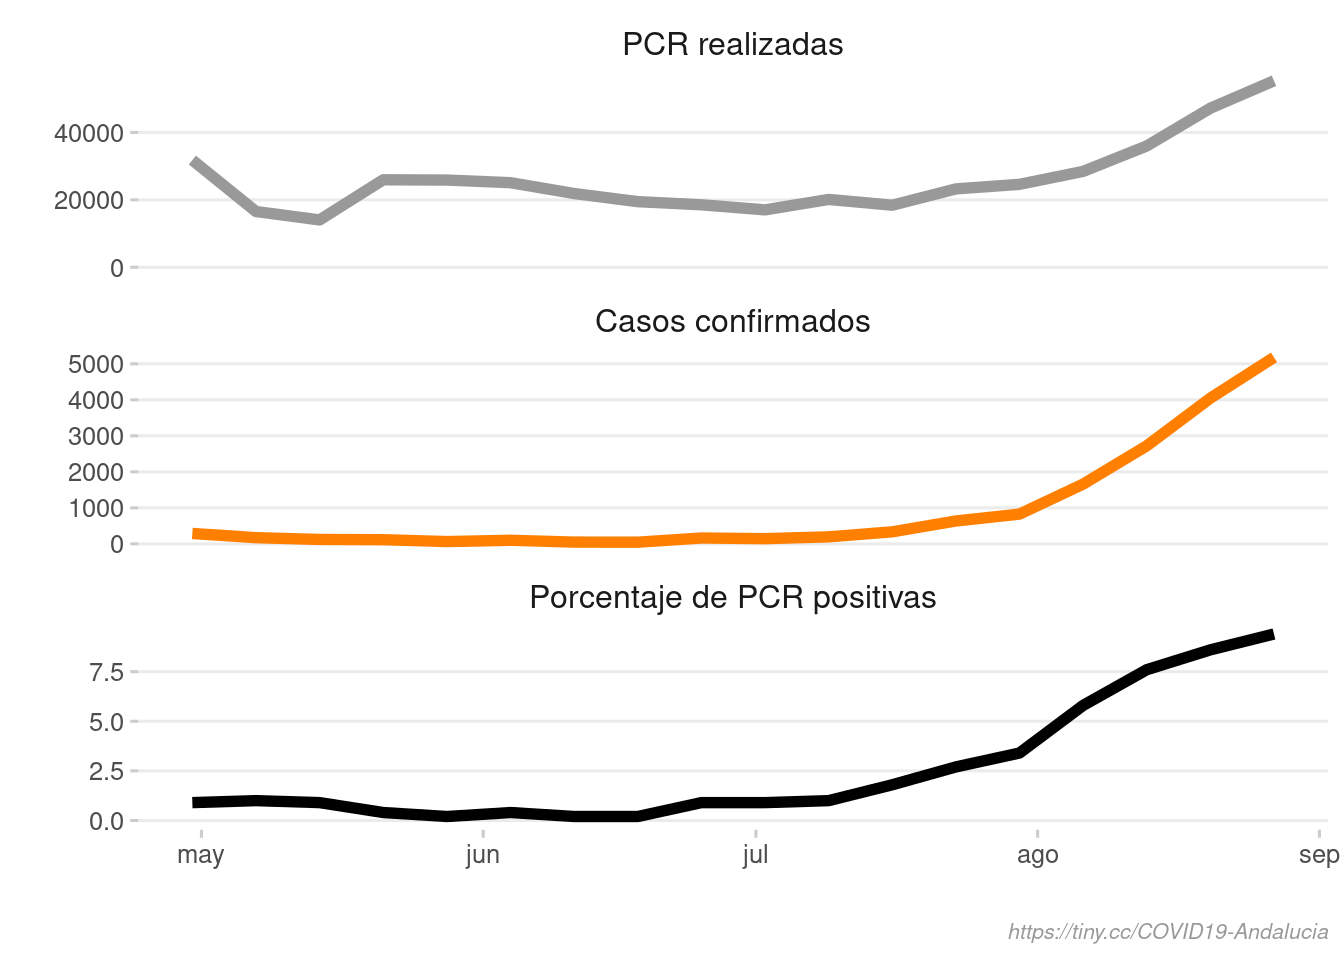 PCR realizadas
40000
20000
0
Casos confirmados
5000
4000
3000
2000
1000
0
Porcentaje de PCR positivas
7.5
5.0
2.5
0.0
may jun jul ago sep
https://tiny.cc/COVID19-Andalucia